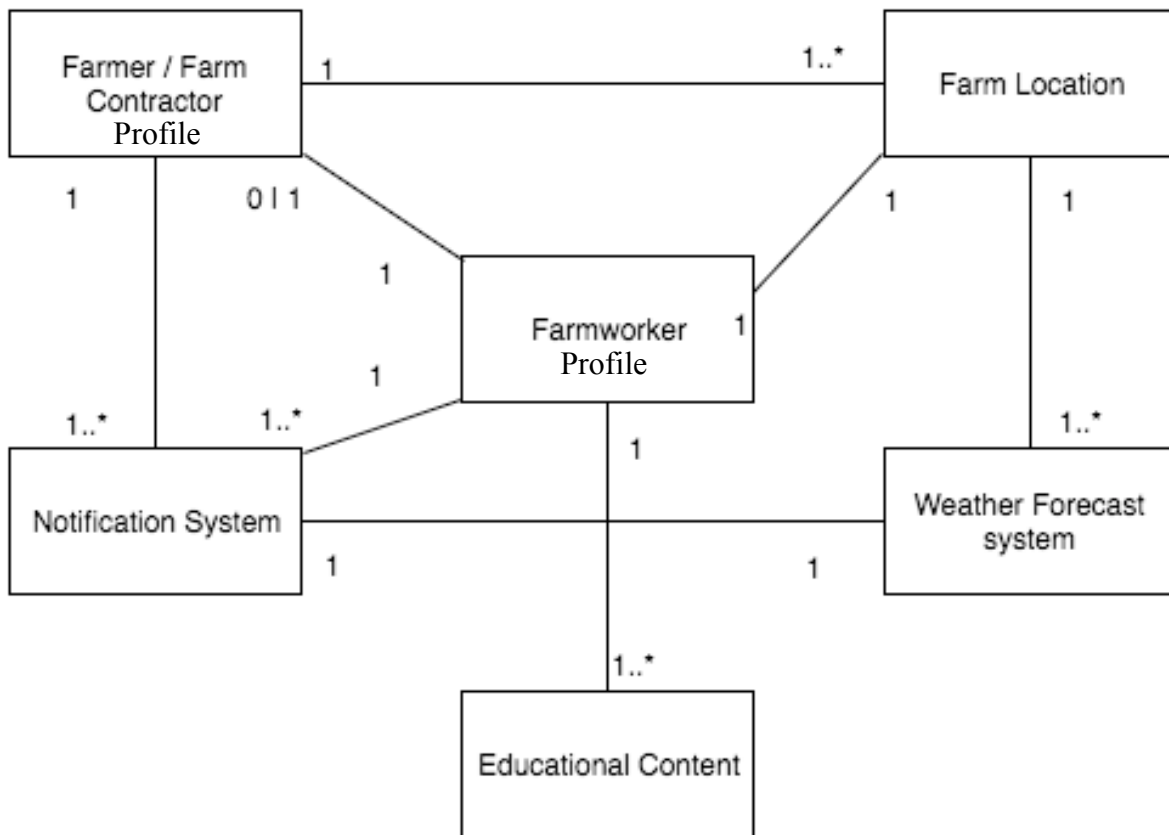 Farmer / Farm
Contractor
Profile
1
1..*
Farm Location
1
0 | 1
1
1
1
Farmworker
Profile
1
1
1..*
1..*
1..*
1
Notification System
Weather Forecast
system
1
1
1..*
Educational Content